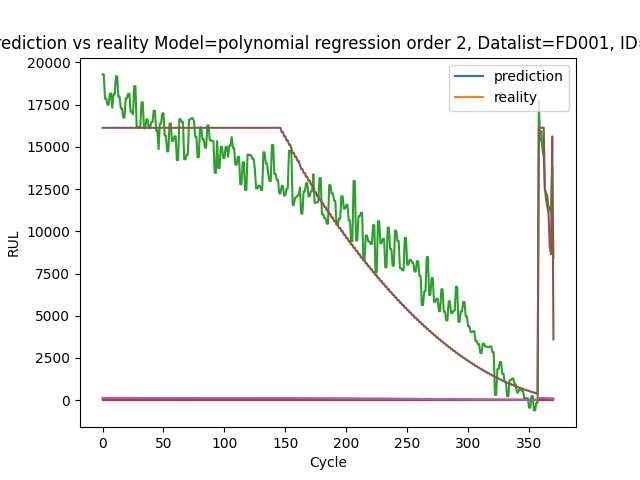 rediction vs reality Model=polynomial regression order 2, Datalist=FD001, ID=
20000
17500
15000
12500
10000
7500
5000
2500
0
RUL
prediction
reality
0 50 100 150 200 250 300 350
Cycle